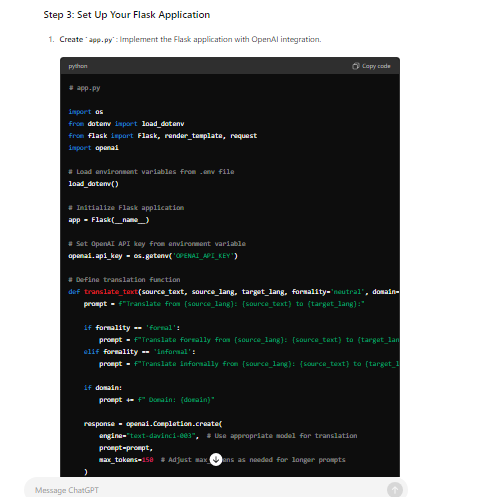 Step 3: Set Up Your Flask Application
1. Create `app.py`: Implement the Flask application with OpenAI integration.
python
Copy code
# app.py
import os
from dotenv import load_dotenv
from flask import Flask, render_template, request
import openai
# Load environment variables from .env file
load_dotenv()
# Initialize Flask application
app = Flask(__name__)
# Set OpenAI API key from environment variable
openai.api_key = os.getenv('OPENAI_API_KEY')
# Define translation function
def translate_text(source_text, source_lang, target_lang, formality='neutral', domain=
prompt = f"Translate from {source_lang}: {source_text} to {target_lang}:"
if formality == 'formal':
prompt = f"Translate formally from {source_lang}: {source_text} to {target_lan
elif formality == 'informal':
prompt = f"Translate informally from {source_lang}: {source_text} to {target_l
if domain:
prompt += f" Domain: {domain}"
response = openai.Completion.create(
engine="text-davinci-003", # Use appropriate model for translation
prompt=prompt,
max_tokens=150 # Adjust max_ ens as needed for longer prompts
)
Message ChatGPT